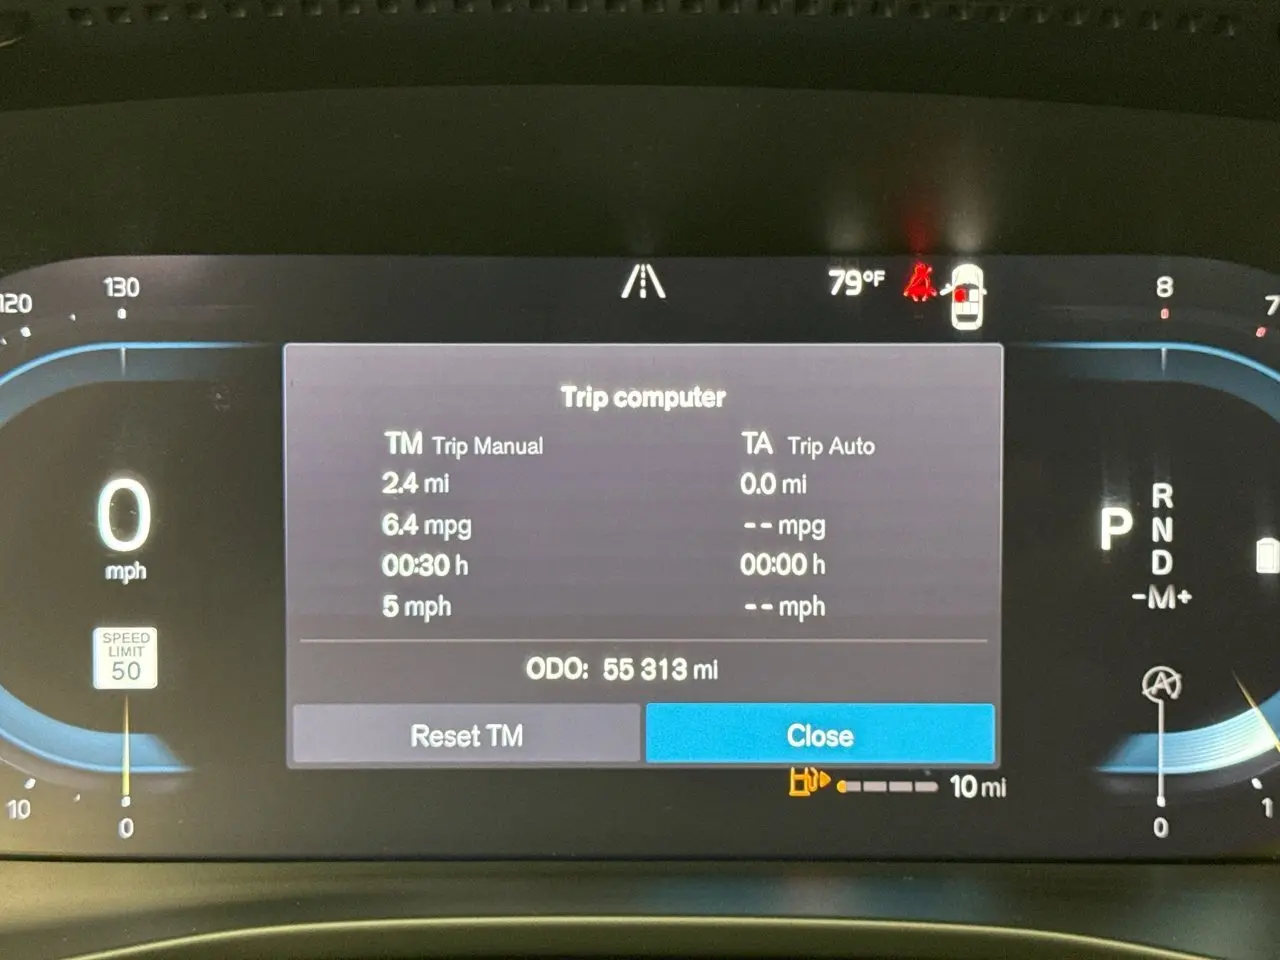 120
130
79°F
8
7
Trip computer
TM Trip Manual
2.4 mi
6.4 mpg
00:30 h
5 mph
TA Trip Auto
0.0 mi
-- mpg
00:00 h
-- mph
ODO: 55 313 mi
Reset TM
Close
0
mph
SPEED
LIMIT
50
P
R
N
D
-M+
A
10 mi
10
0
0
1